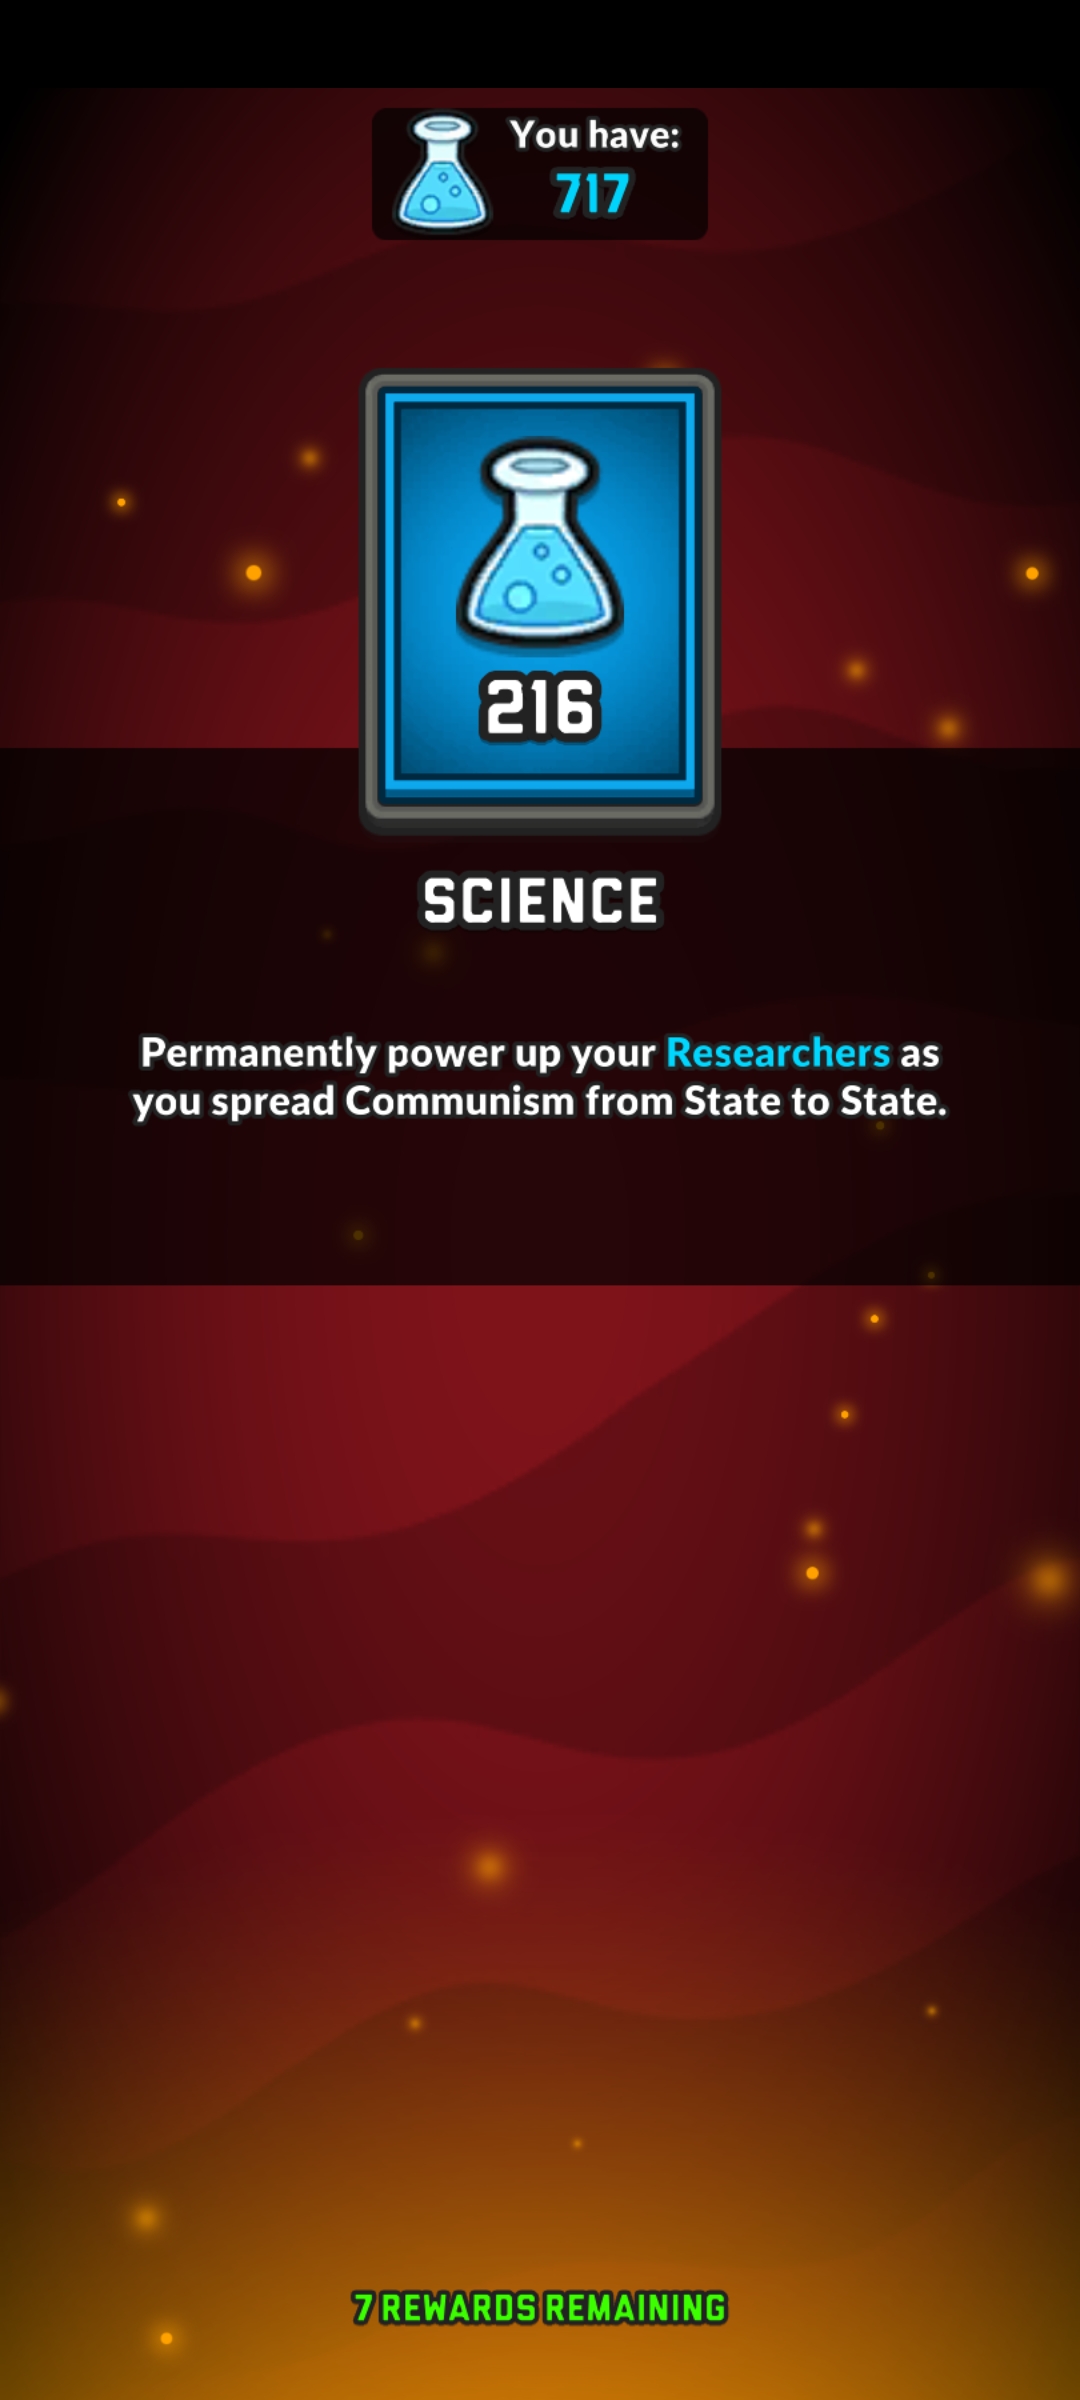 You have:
717
216
SCIENCE
Permanently power up your Researchers as
you spread Communism from State to State.
7 REWARDS REMAINING